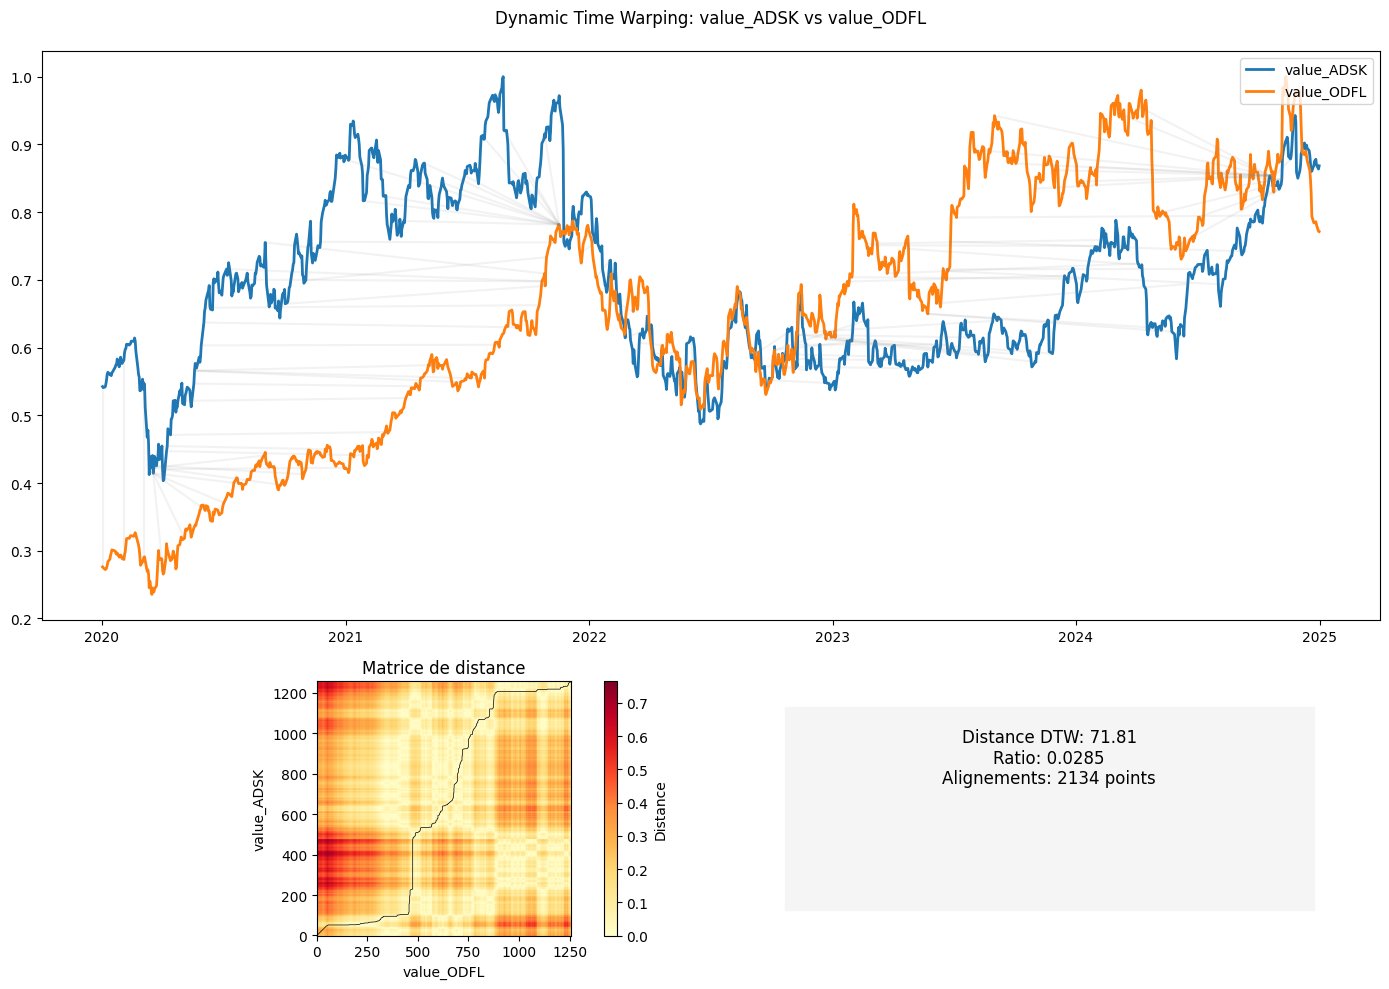 Dynamic Time Warping: value_ADSK vs value_ODFL
value_ADSK
value_ODFL
1.0
0.9
0.8
0.7
0.6
0.5
0.4
0.3
0.2
2020 2021 2022 2023 2024 2025
Matrice de distance
value_ADSK
1200
1000
800
600
400
200
0
0 250 500 750 1000 1250
value_ODFL
0.7
0.6
0.5
0.4
0.3
0.2
0.1
0.0
Distance
Distance DTW: 71.81
Ratio: 0.0285
Alignements: 2134 points